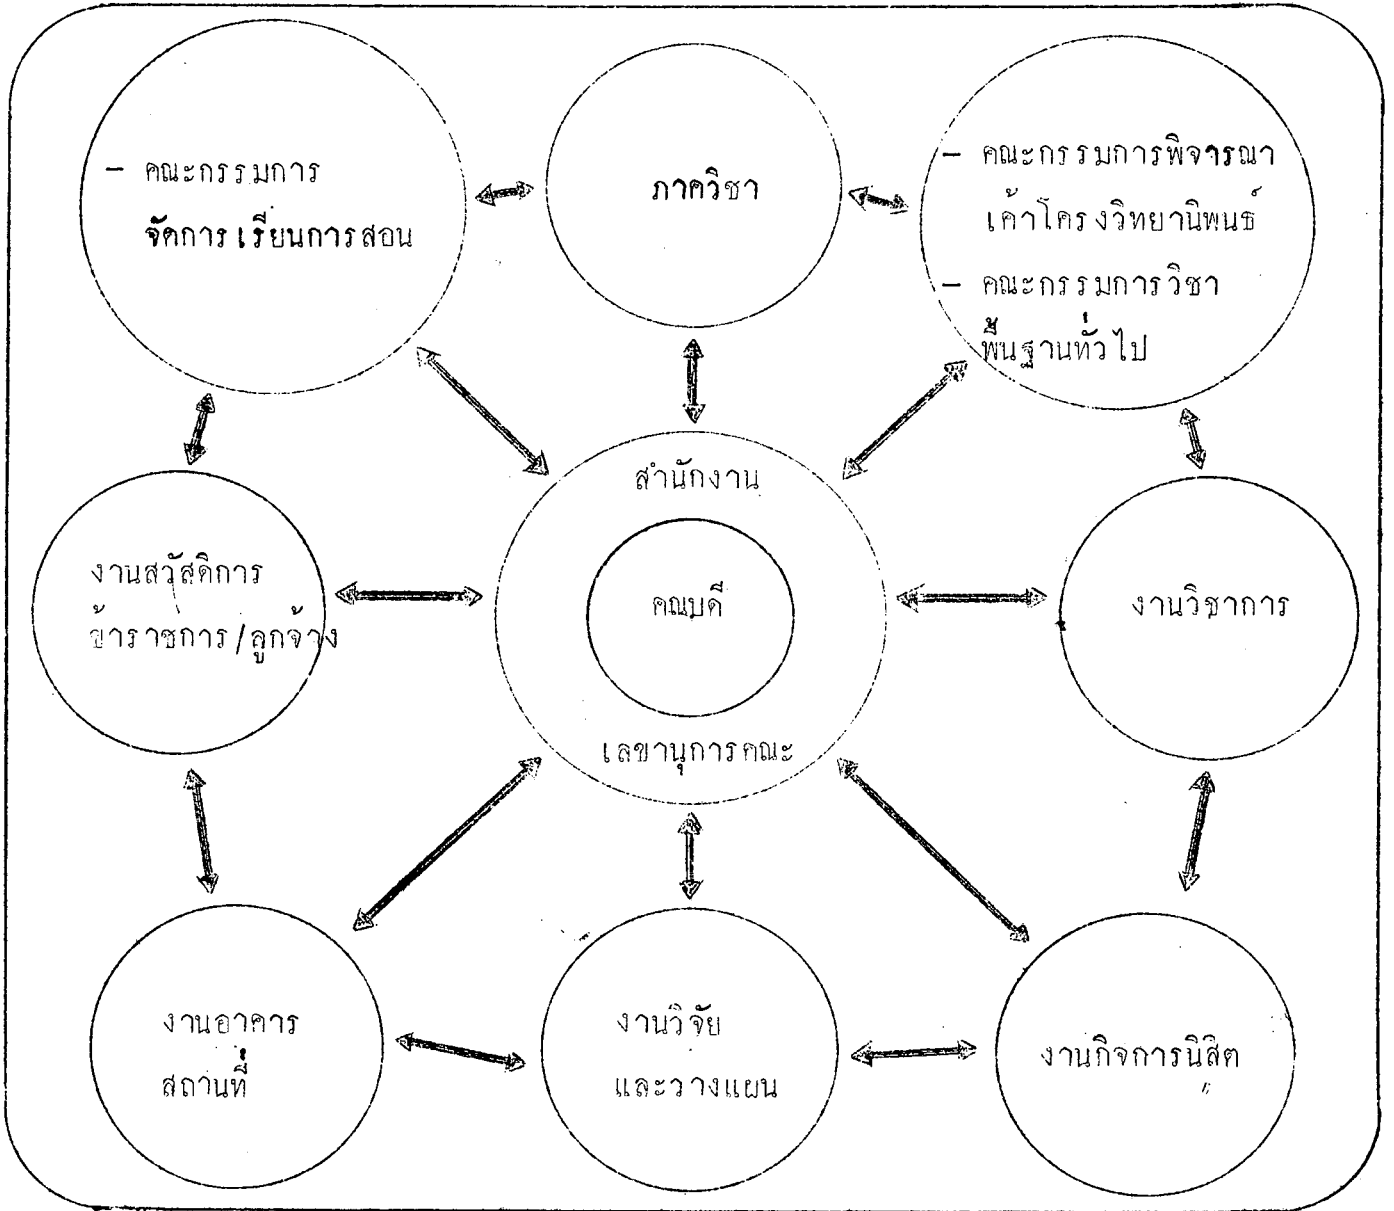 – คณะกรรมการ
จัดการเรียนการสอน
ภาควิชา
– คณะกรรมการพิจารณา
เค้าโครงวิทยานิพนธ์
– คณะกรรมการวิชา
พื้นฐานทั่วไป
สำนักงาน
คณบดี
เลขานุการคณะ
งานสวัสดิการ
ข้าราชการ/ลูกจ้าง
งานวิชาการ
งานอาคาร
สถานที่
งานวิจัย
และวางแผน
งานกิจการนิสิต